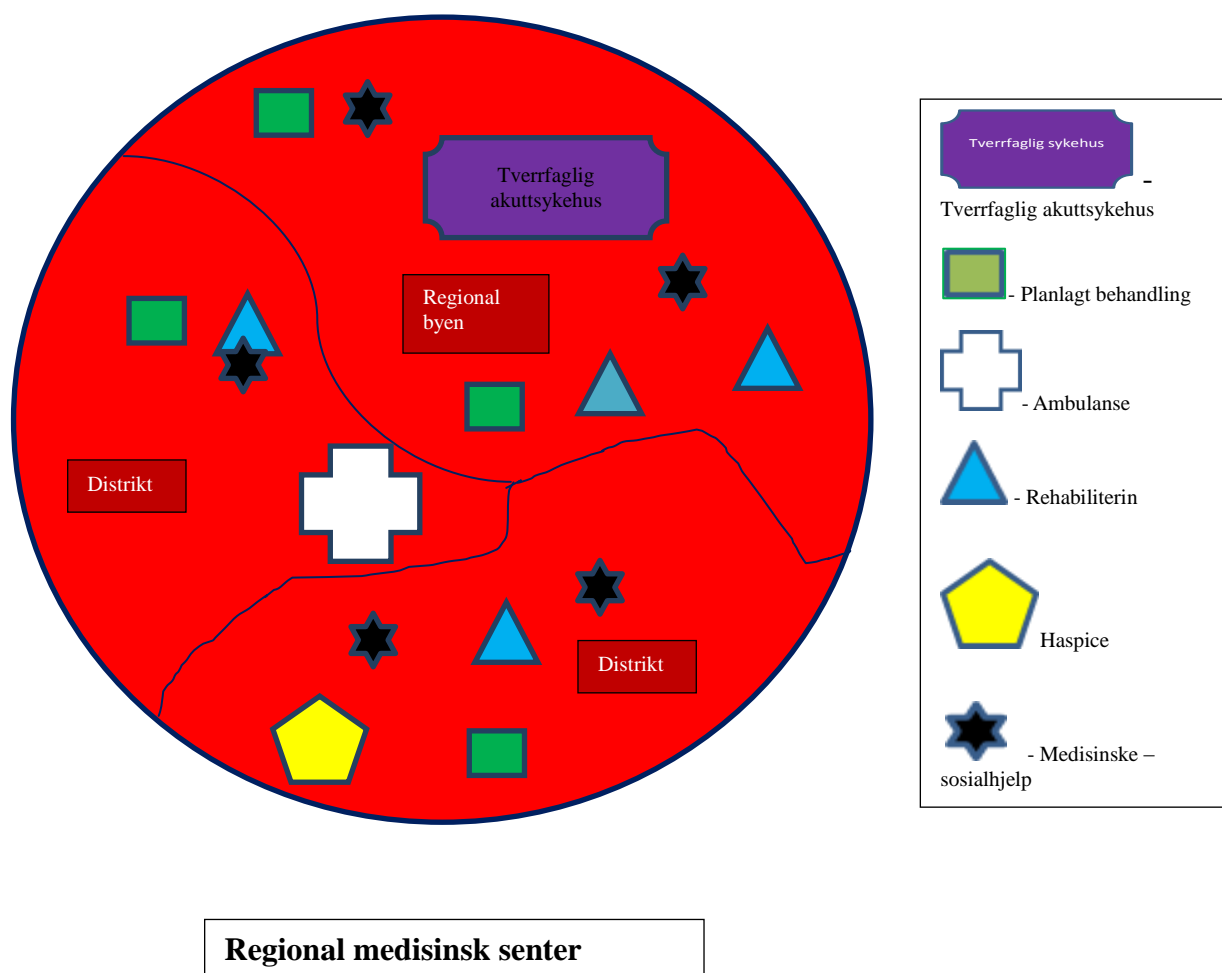 Tverrfaglig
akuttsykehus
Regional
byen
Distrikt
Distrikt
Tverrfaglig sykehus
-
Tverrfaglig akuttsykehus
- Planlagt behandling
- Ambulanse
- Rehabiliterin
Haspice
- Medisinske –
sosialhjelp
Regional medisinsk senter